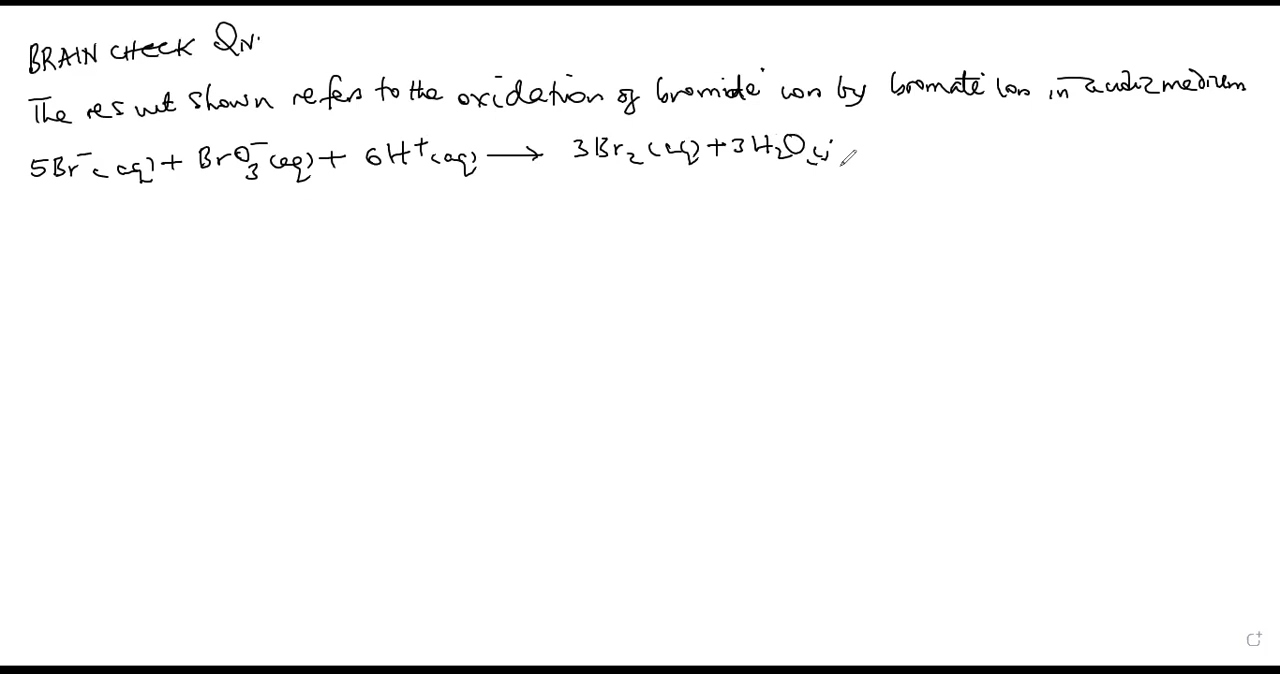 BRAIN CHECK QN.
The result shown refers to the oxidation of bromide ion by bromate ion in acidic medium
5Br⁻(aq) + BrO₃⁻(aq) + 6H⁺(aq) → 3Br₂(aq) + 3H₂O(l)